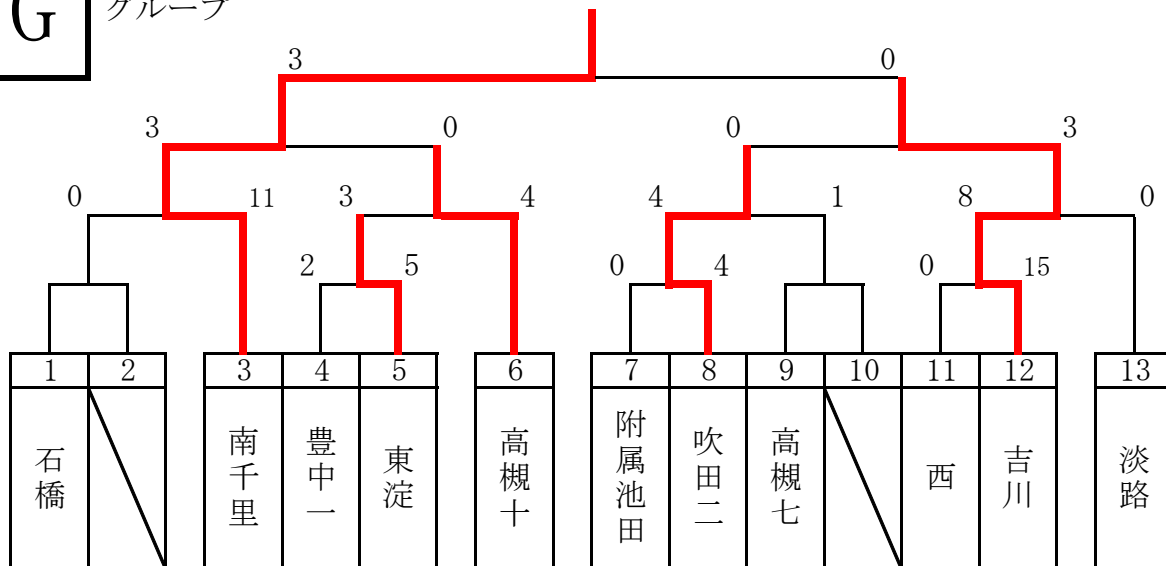 G グループ
3 0
3 0 0 3
0 11 3 4 4 1 8 0
2 5 0 4 0 15
1 2 3 4 5 6 7 8 9 10 11 12 13
石橋
南千里
豊中一
東淀
高槻十
附属池田
吹田二
高槻七
西
吉川
淡路